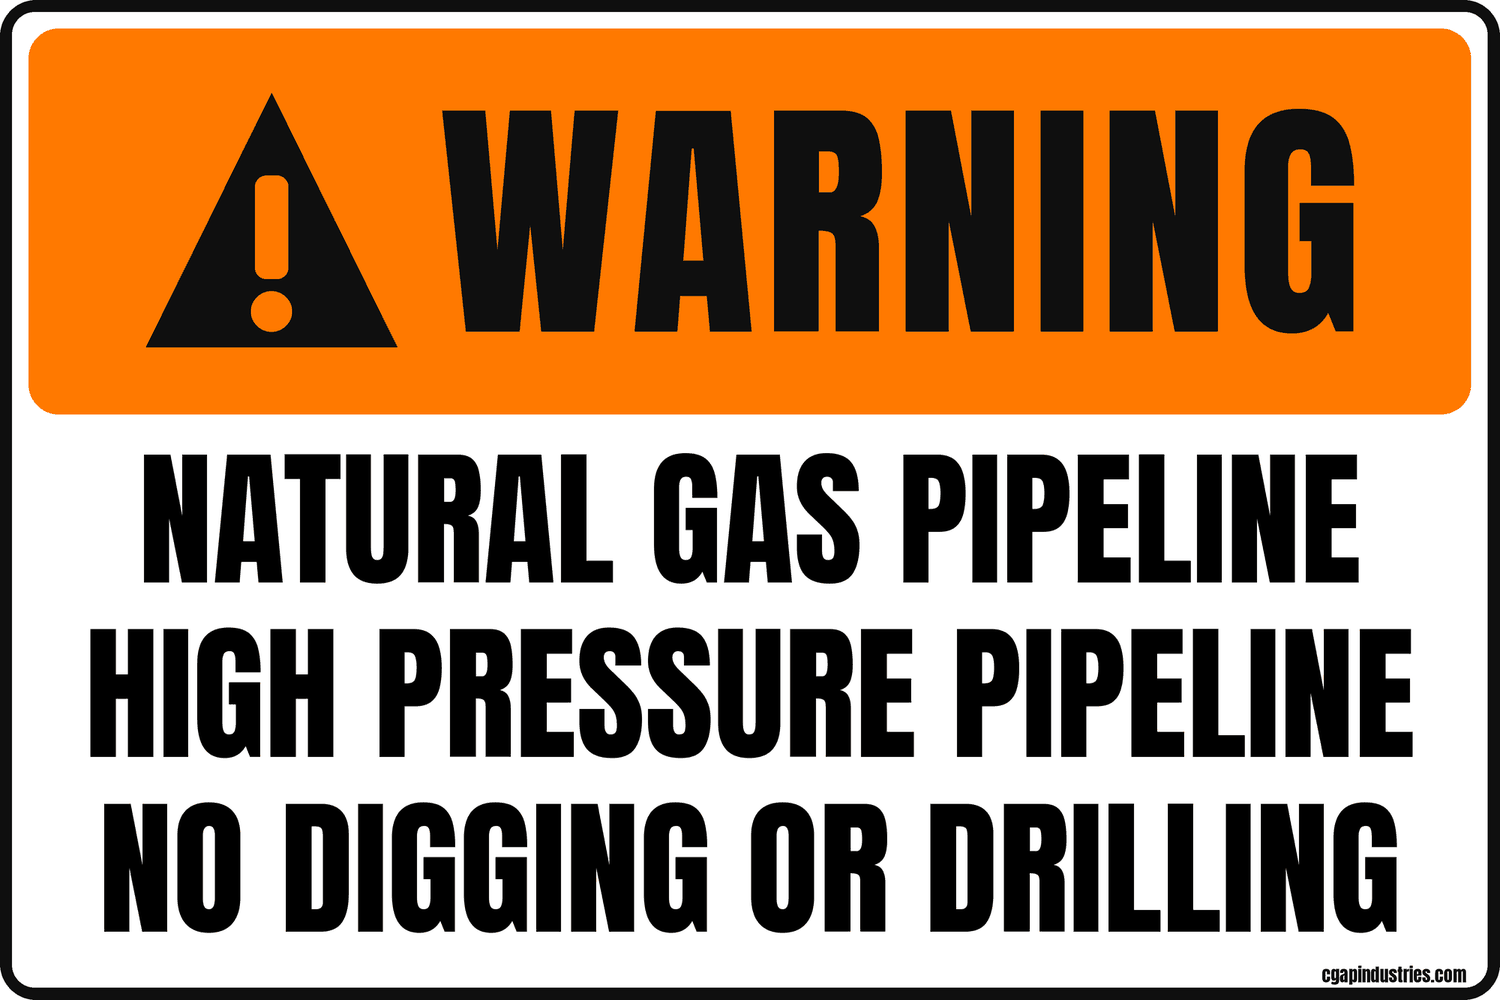 WARNING
NATURAL GAS PIPELINE
HIGH PRESSURE PIPELINE
NO DIGGING OR DRILLING
cgapindustries.com